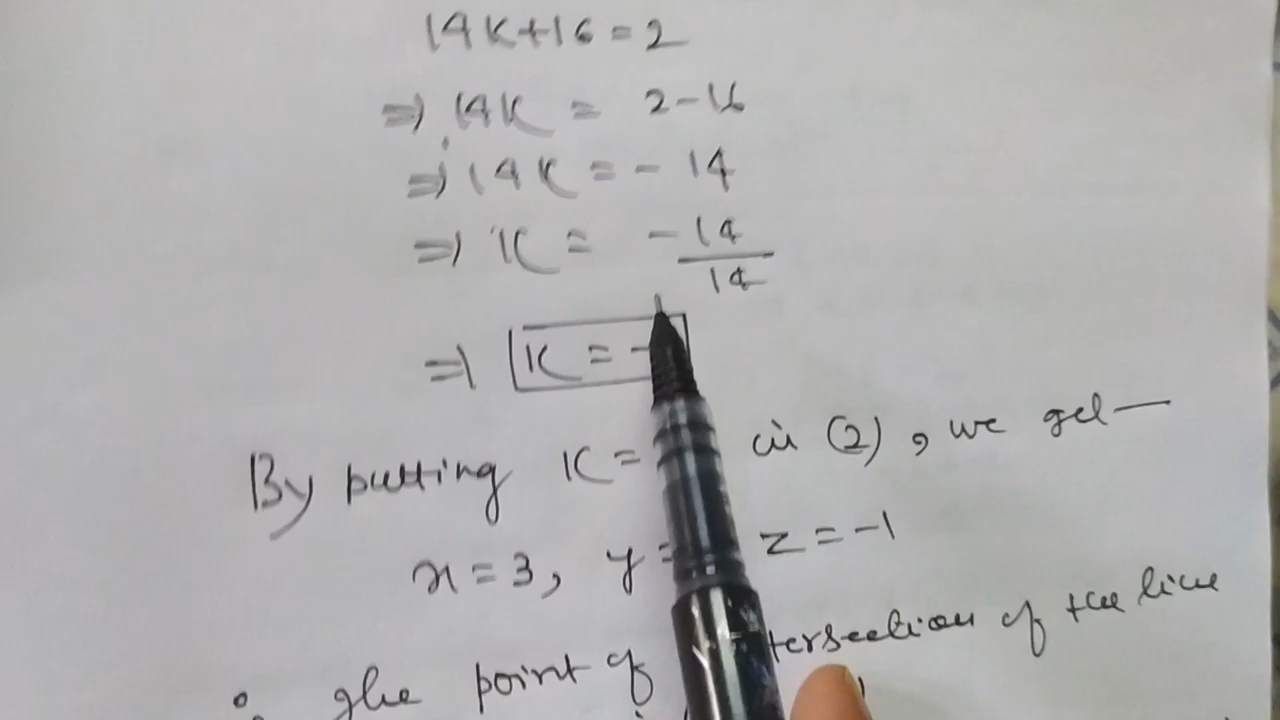 14K+16=2
⇒ 14K = 2-16
⇒ 14K = - 14
⇒ K = -14/14
⇒ K = -
By putting K = in (2), we get —
x = 3, y = z = -1
∴ The point of intersection of the line